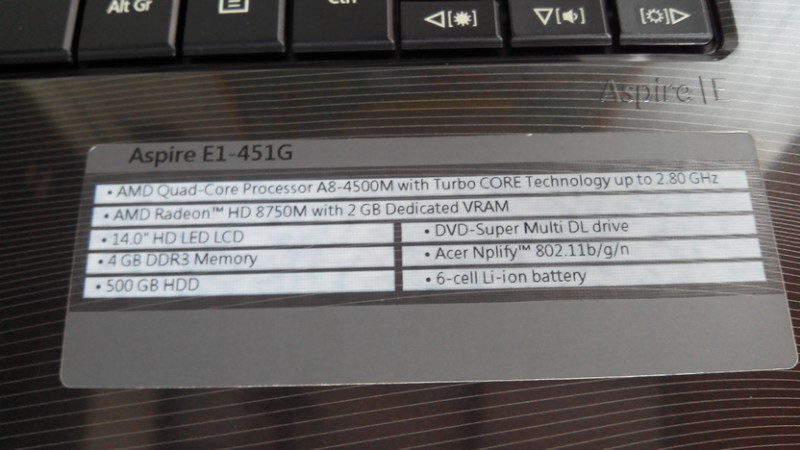 Alt Gr
Ctrl
Aspire | E
Aspire E1-451G
• AMD Quad-Core Processor A8-4500M with Turbo CORE Technology up to 2.80 GHz
• AMD Radeon™ HD 8750M with 2 GB Dedicated VRAM
• 14.0" HD LED LCD
• DVD-Super Multi DL drive
• 4 GB DDR3 Memory
• Acer Nplify™ 802.11b/g/n
• 500 GB HDD
• 6-cell Li-ion battery